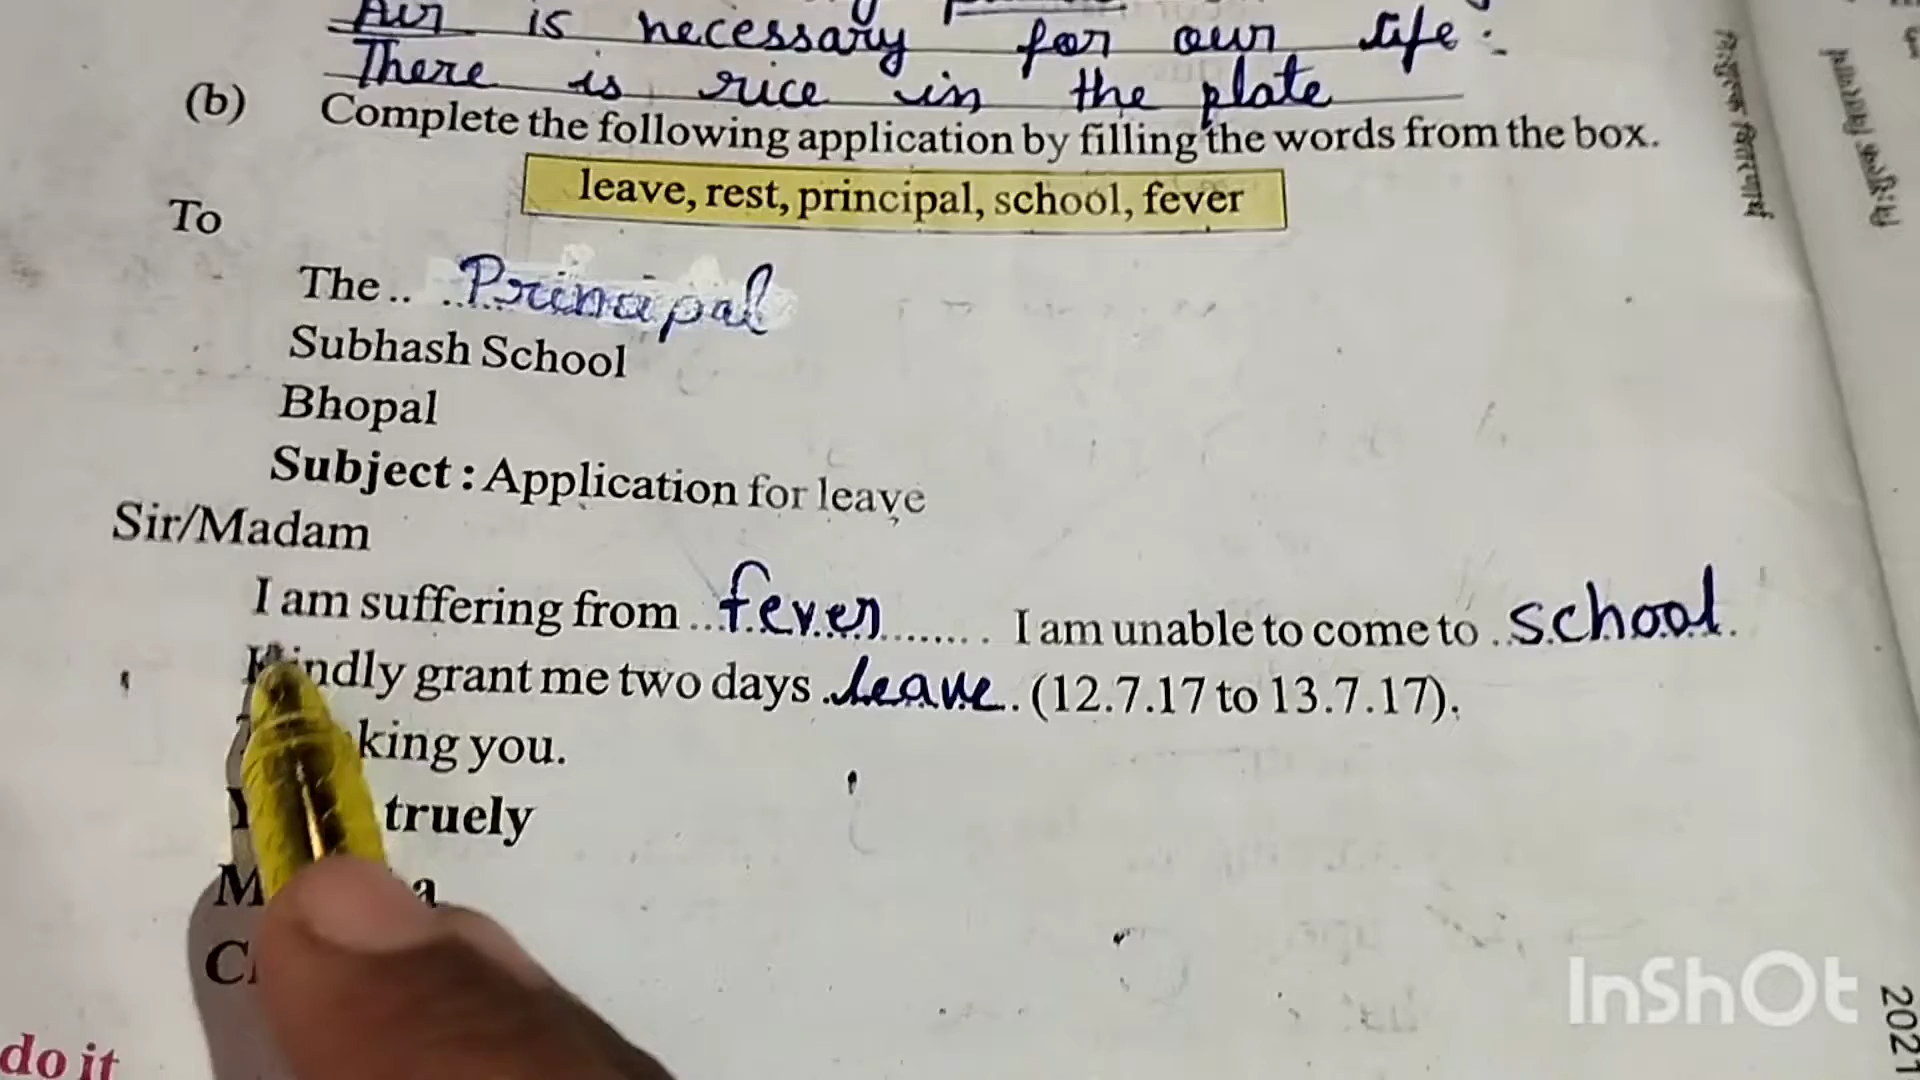 Air is necessary for our life.
There is rice in the plate
(b) Complete the following application by filling the words from the box.
leave, rest, principal, school, fever
To
The .. .. Principal
Subhash School
Bhopal
Subject : Application for leave
Sir/Madam
I am suffering from ... fever ........ I am unable to come to .. school.
Kindly grant me two days . leave . (12.7.17 to 13.7.17).
king you.
truely
do it
InShOt
2021